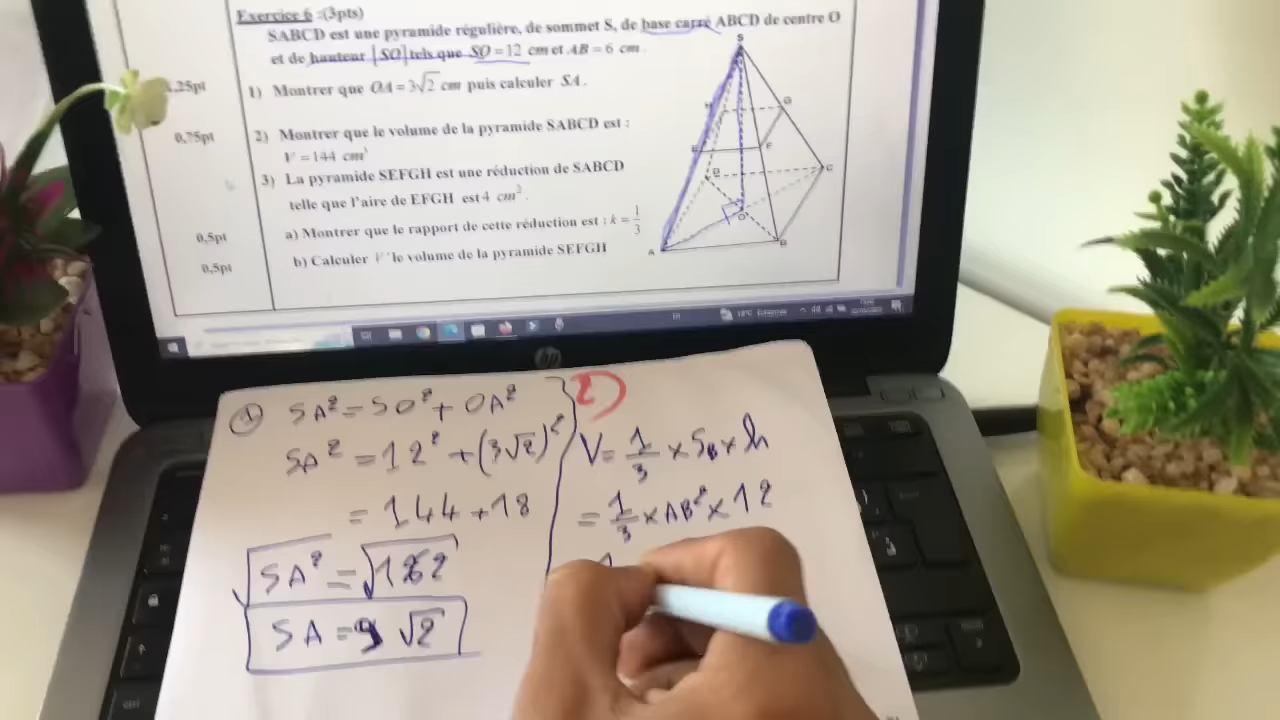 Exercice 6 :(3pts)
SABCD est une pyramide régulière, de sommet S, de base carré ABCD de centre O
et de hauteur [SO] tels que SO = 12 cm et AB = 6 cm.
,25pt
1) Montrer que OA = 3√2 cm puis calculer SA.
0,75pt
2) Montrer que le volume de la pyramide SABCD est :
V = 144 cm³
3) La pyramide SEFGH est une réduction de SABCD
telle que l'aire de EFGH est 4 cm².
0,5pt
a) Montrer que le rapport de cette réduction est : k = 1/3
0,5pt
b) Calculer V' le volume de la pyramide SEFGH
S
H
G
E
F
D
C
O
A
B
hp
SA² = SO² + OA²
SA² = 12² + (3√2)²
= 144 + 18
√SA² = √162
SA = 9√2
2)
V = 1/3 × SB × h
= 1/3 × AB² × 12